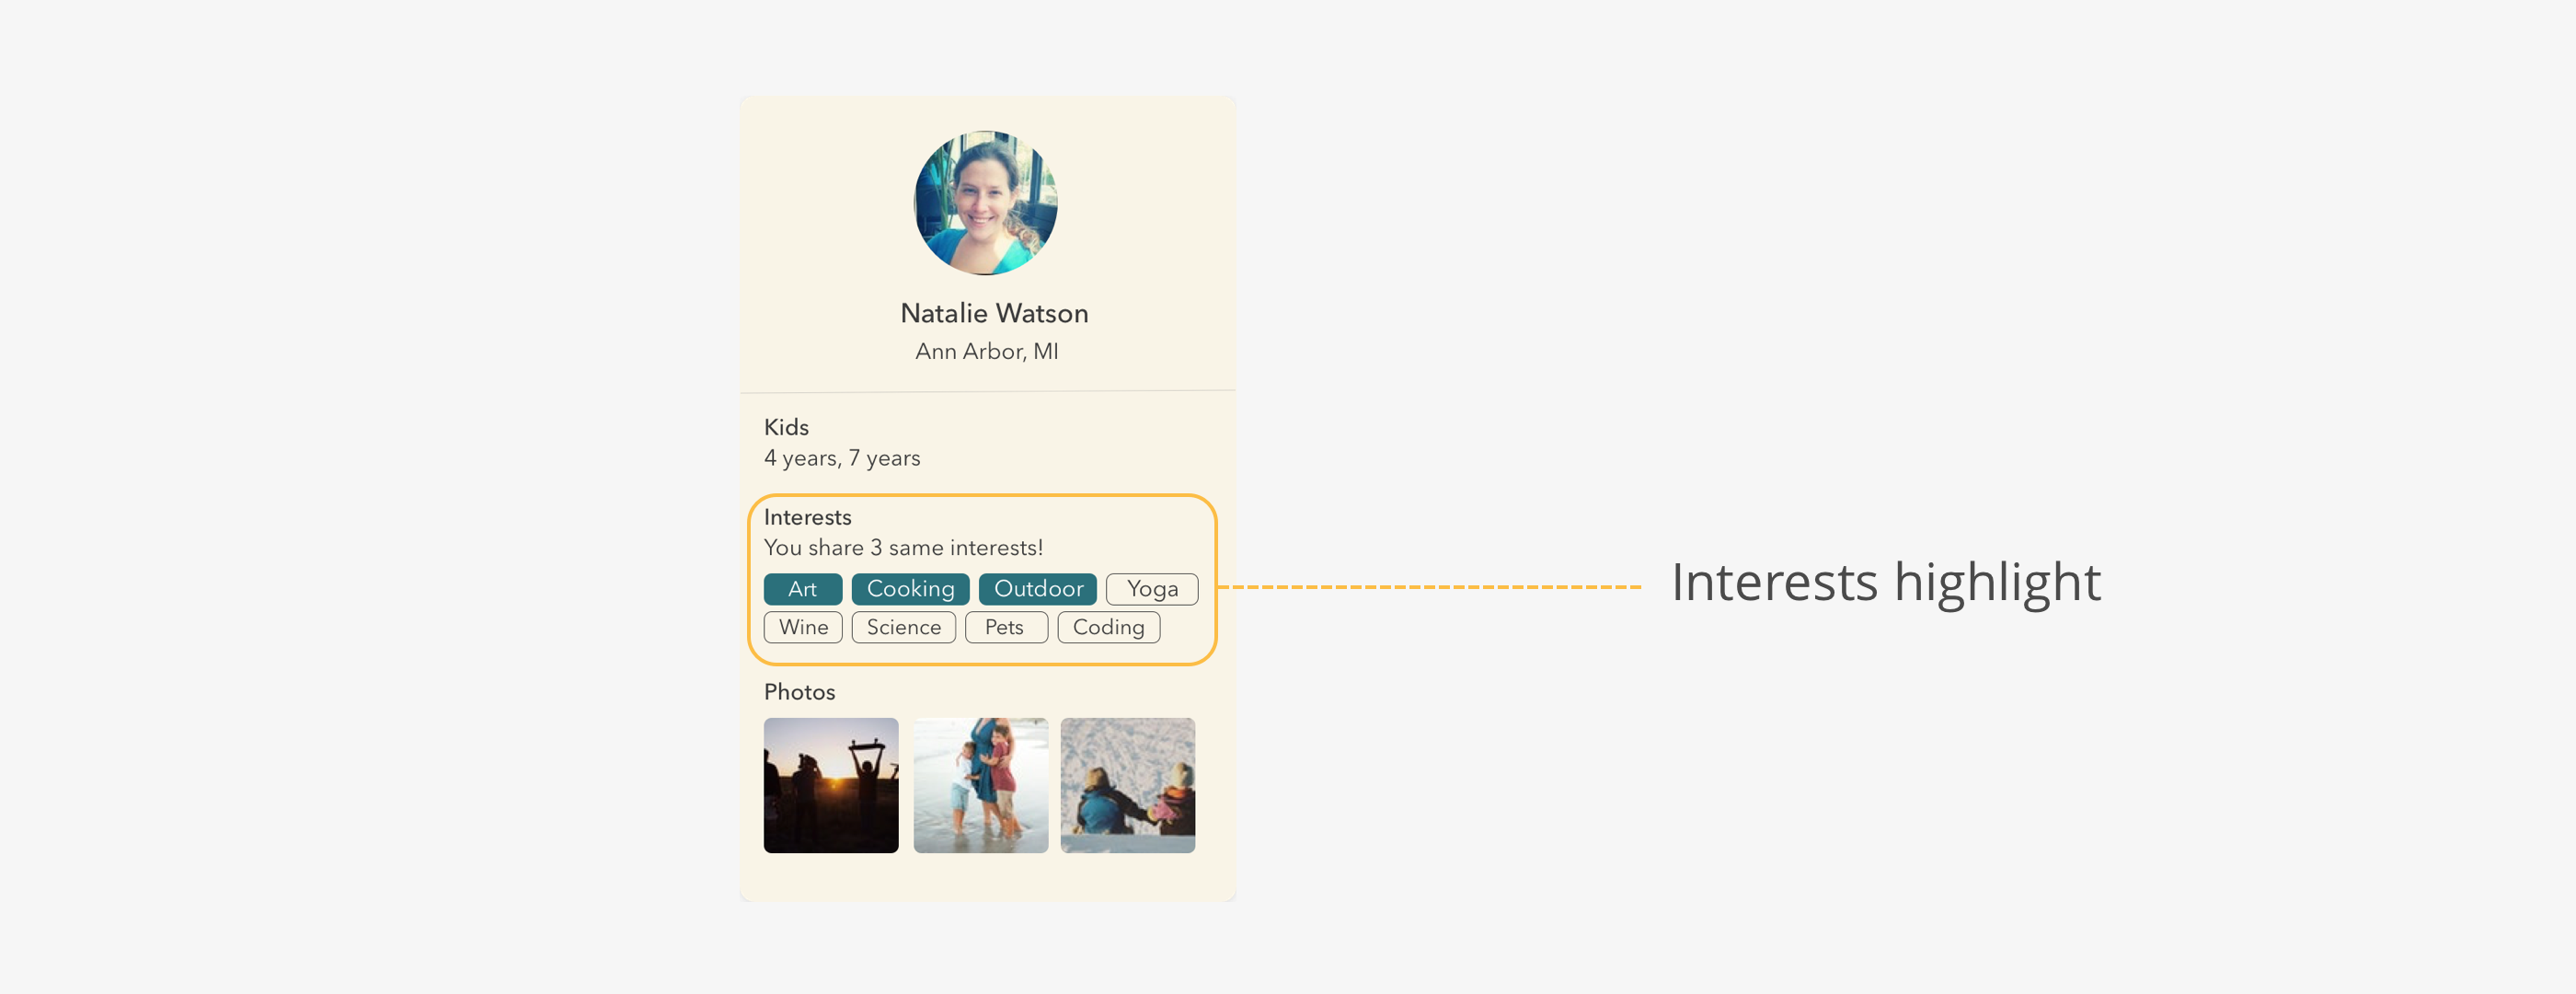 Natalie Watson
Ann Arbor, MI
Kids
4 years, 7 years
Interests
You share 3 same interests!
Art Cooking Outdoor Yoga
Wine Science Pets Coding
Interests highlight
Photos